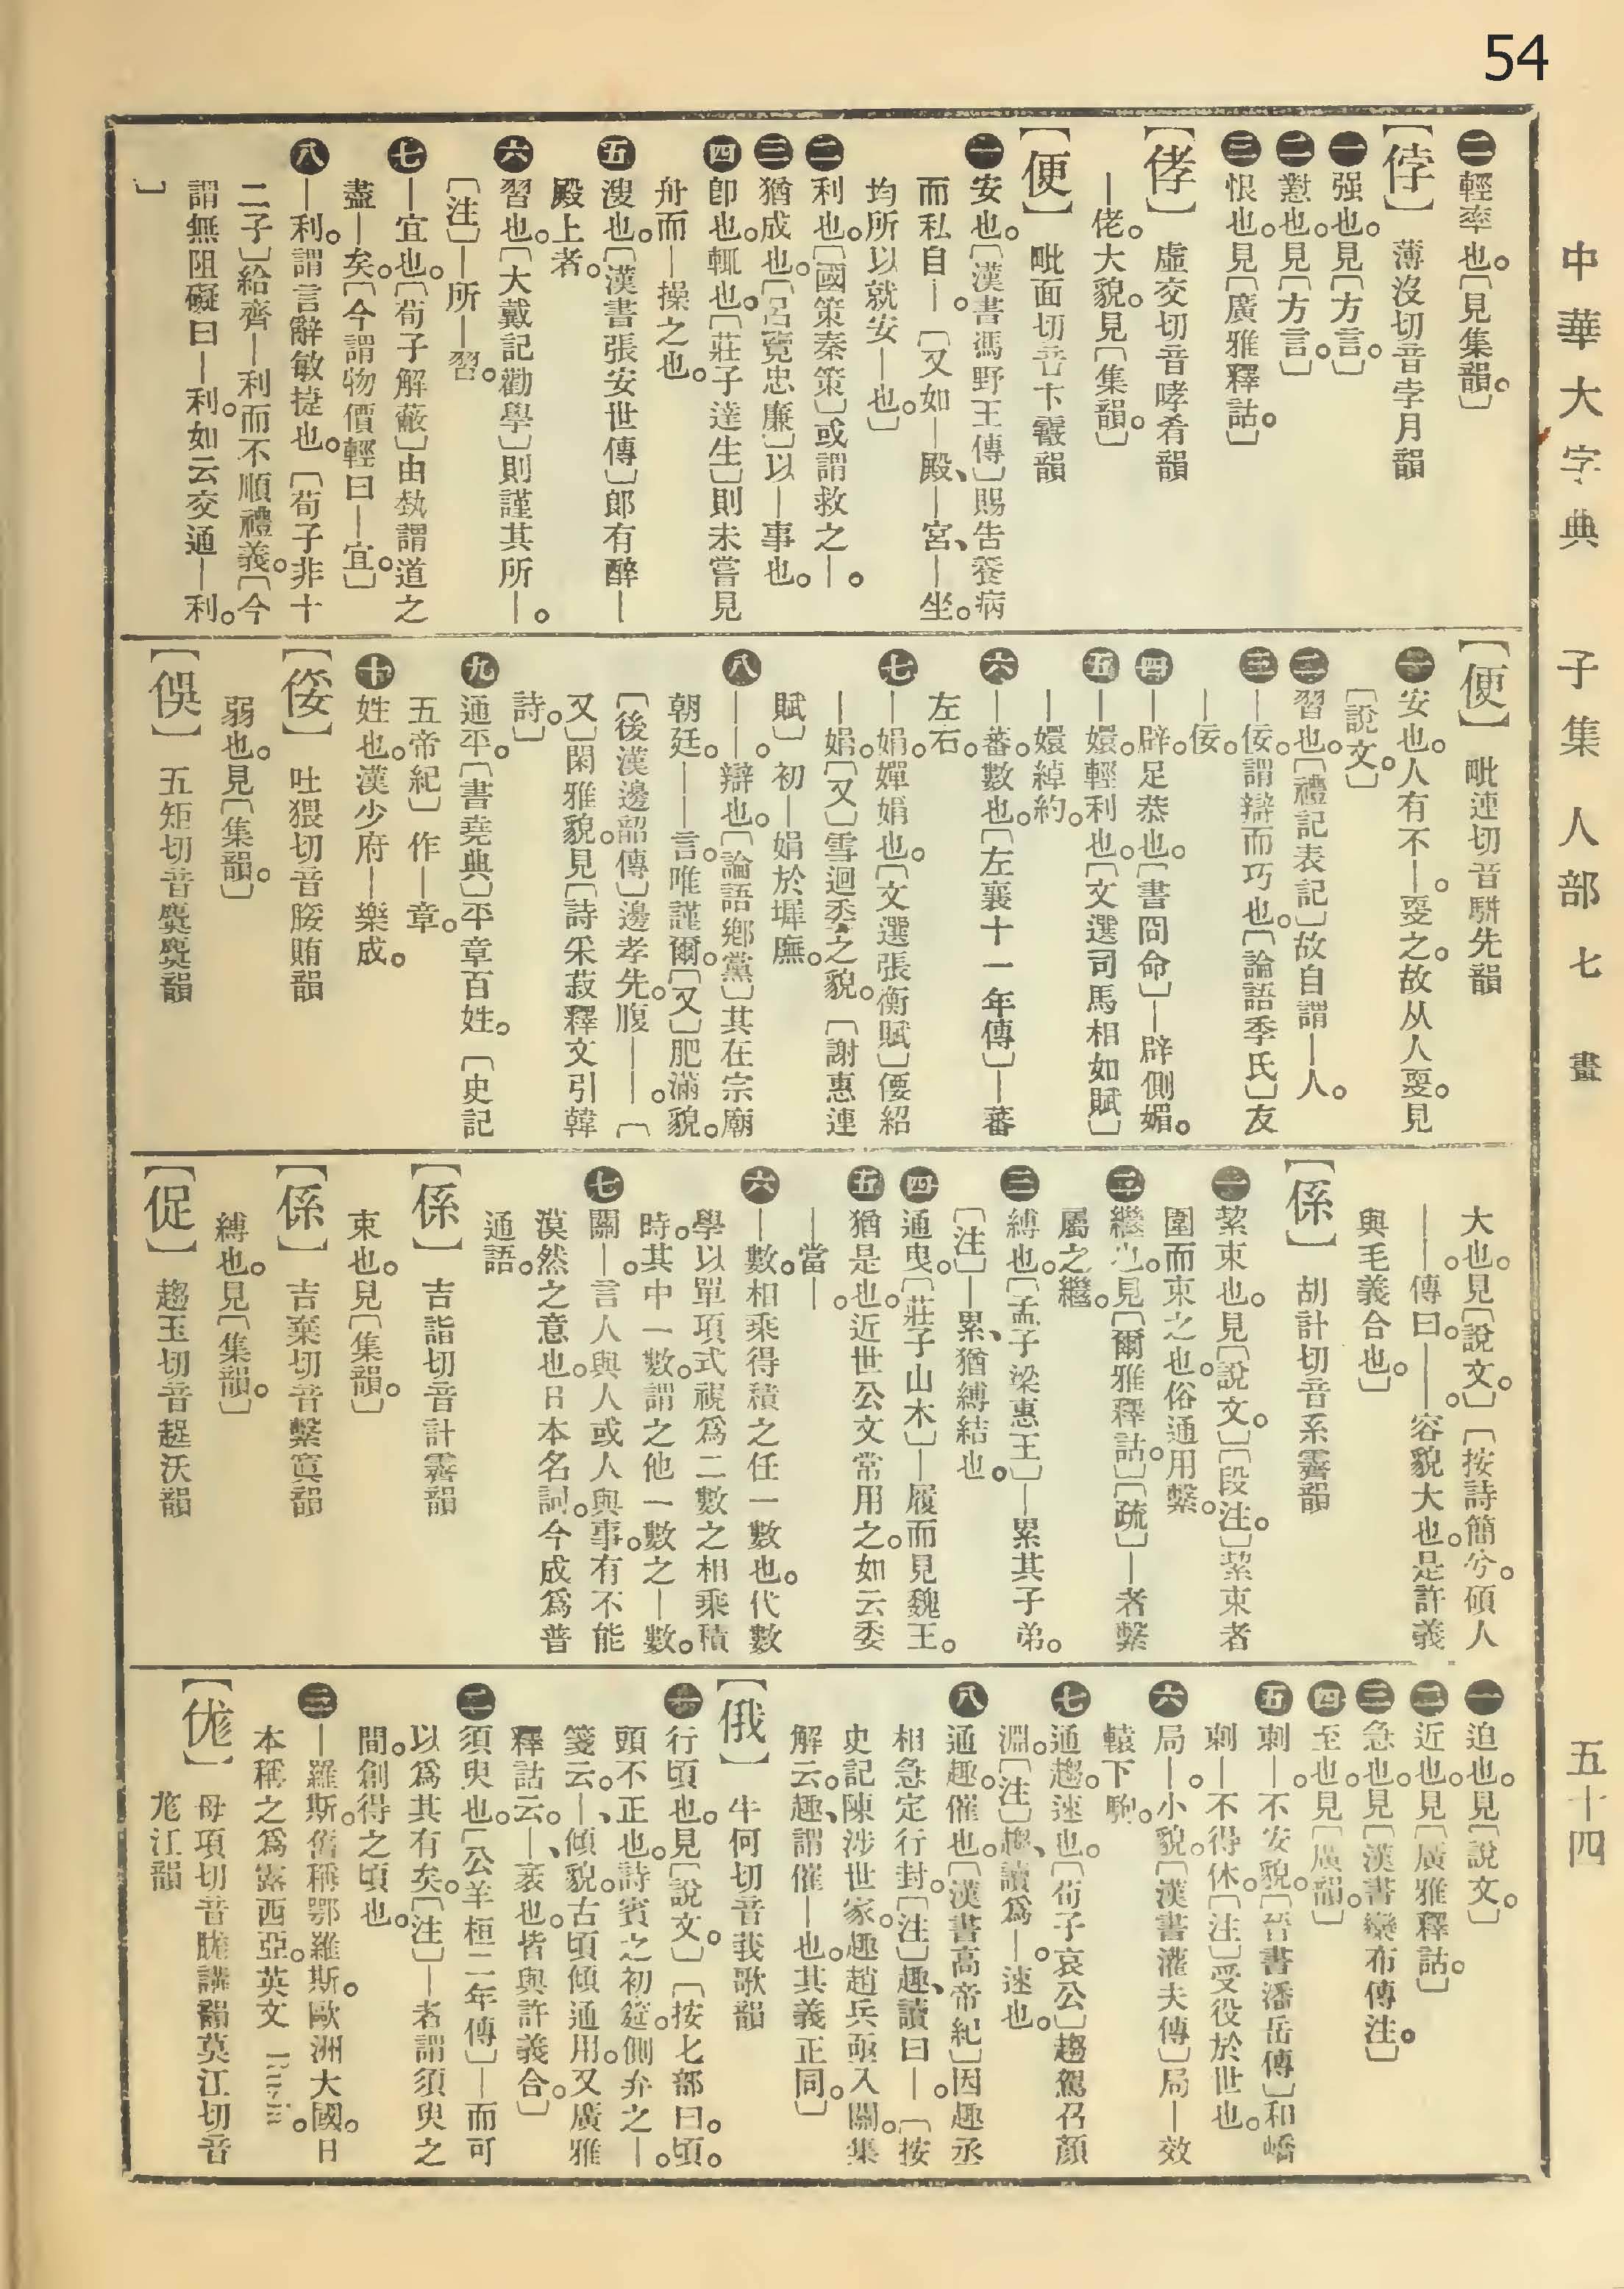 54
中華大字典 子集 人部 七畫 五十四
㊁輕率也。〔見集韻。〕
【㑣】 薄沒切音孛月韻
㊀强也。見〔方言。〕
㊁懟也。見〔方言。〕
㊂恨也。見〔廣雅釋詁。〕
【侾】 虛交切音哮肴韻
—佬。大貌。見〔集韻。〕
【便】 毗面切音卞霰韻
㊀安也。〔漢書馮野王傳〕賜告養病
而私自—。〔又如—殿、—宮、—坐。
均所以就安—也。〕
㊁利也。〔國策秦策〕或謂救之—。
㊂猶成也。〔呂覽忠廉〕以—事也。
㊃卽也。輒也。〔莊子達生〕則未嘗見
舟而—操之也。
㊄溲也。〔漢書張安世傳〕郎有醉—
殿上者。
㊅習也。〔大戴記勸學〕則謹其所—。
〔注〕—所—習。
㊆—宜也。〔荀子解蔽〕由埶謂道之
盡—矣。〔今謂物價輕曰—宜。〕
㊇—利。謂言辭敏捷也。〔荀子非十
二子〕給齊—利而不順禮義。〔今
謂無阻礙曰—利。如云交通—利。
〕
【便】 毗連切音駢先韻
㊀安也。人有不—。㪅之。故从人㪅。見
〔說文。〕
㊁習也。〔禮記表記〕故自謂—人。
㊂—佞。謂辯而巧也。〔論語季氏〕友
—佞。
㊃—辟。足恭也。〔書冏命〕—辟側媚。
㊄—嬛。輕利也。〔文選司馬相如賦〕
—嬛綽約。
㊅—蕃。數也。〔左襄十一年傳〕—蕃
左右。
㊆—娟。嬋娟也。〔文選張衡賦〕偠紹
—娟。〔又〕雪迴委之貌。〔謝惠連
賦〕初—娟於墀廡。
㊇——。辯也。〔論語鄉黨〕其在宗廟
朝廷。——言。唯謹爾。〔又〕肥滿貌。
〔後漢邊韶傳〕邊孝先。腹——。〔
又〕閑雅貌。見〔詩采菽釋文引韓
詩。〕
㊈通平。〔書堯典〕平章百姓。〔史記
五帝紀〕作—章。
㊉姓也。漢少府—樂成。
【㑾】 吐猥切音腇賄韻
弱也。見〔集韻。〕
【俁】 五矩切音麌麌韻
大也。見〔說文。〕〔按詩簡兮。碩人
——。傳曰。——。容貌大也。是許義
與毛義合也。〕
【係】 胡計切音系霽韻
㊀絜束也。見〔說文。〕〔段注。〕絜束者
圍而束之也。俗通用繫。
㊁繼也。見〔爾雅釋詁。〕〔疏〕—者繫
屬之繼。
㊂縛也。〔孟子梁惠王〕—累其子弟。
〔注〕—累、猶縛結也。
㊃通曳。〔莊子山木〕—履而見魏王。
㊄猶是也。近世公文常用之。如云委
—。當—。
㊅—數。相乘得積之任一數也。代數
學以單項式視爲二數之相乘積
時。其中一數。謂之他一數之—數。
㊆關—。言人與人或人與事。有不能
漠然之意也。日本名詞。今成爲普
通語。
【係】 吉詣切音計霽韻
束也。見〔集韻。〕
【係】 吉棄切音繫寘韻
縛也。見〔集韻。〕
【促】 趨玉切音趗沃韻
㊀迫也。見〔說文。〕
㊁近也。見〔廣雅釋詁。〕
㊂急也。見〔漢書欒布傳注。〕
㊃至也。見〔廣韻。〕
㊄刺—。不安貌。〔晉書潘岳傳〕和嶠
刺—不得休。〔注〕受役於世也。
㊅局—。小貌。〔漢書灌夫傳〕局—效
轅下駒。
㊆通趨。速也。〔荀子哀公〕趨駕召顏
淵。〔注〕趨、讀爲—。速也。
㊇通趣。催也。〔漢書高帝紀〕因趣丞
相急定行封。〔注〕趣、讀曰—。〔按
史記陳涉世家。趣趙兵亟入關。集
解云。趣、謂催—也。其義正同。〕
【俄】 牛何切音莪歌韻
㊀行頃也。見〔說文。〕〔按匕部曰。頃。
頭不正也。詩賓之初筵。側弁之—。
箋云。—、傾貌。古頃傾通用。又廣雅
釋詁云。—、衺也。皆與許義合。〕
㊁須臾也。〔公羊桓二年傳〕—而可
以爲其有矣。〔注〕—者謂須臾之
間。創得之頃也。
㊂—羅斯。舊稱鄂羅斯。歐洲大國。日
本稱之爲露西亞。英文 Russia。
【㑻】 母項切音䏵講韻莫江切音
厖江韻